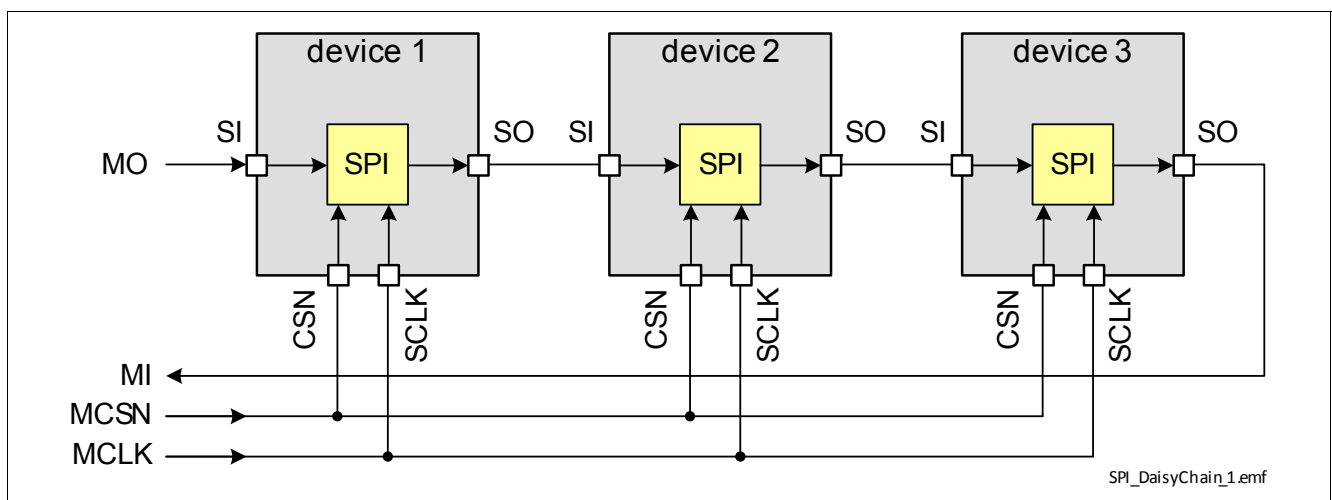 device 1 device 2 device 3
SI SO SI SO SI SO
MO SPI SPI SPI
CSN SCLK CSN SCLK CSN SCLK
MI
MCSN
MCLK
SPI_DaisyChain_1.emf